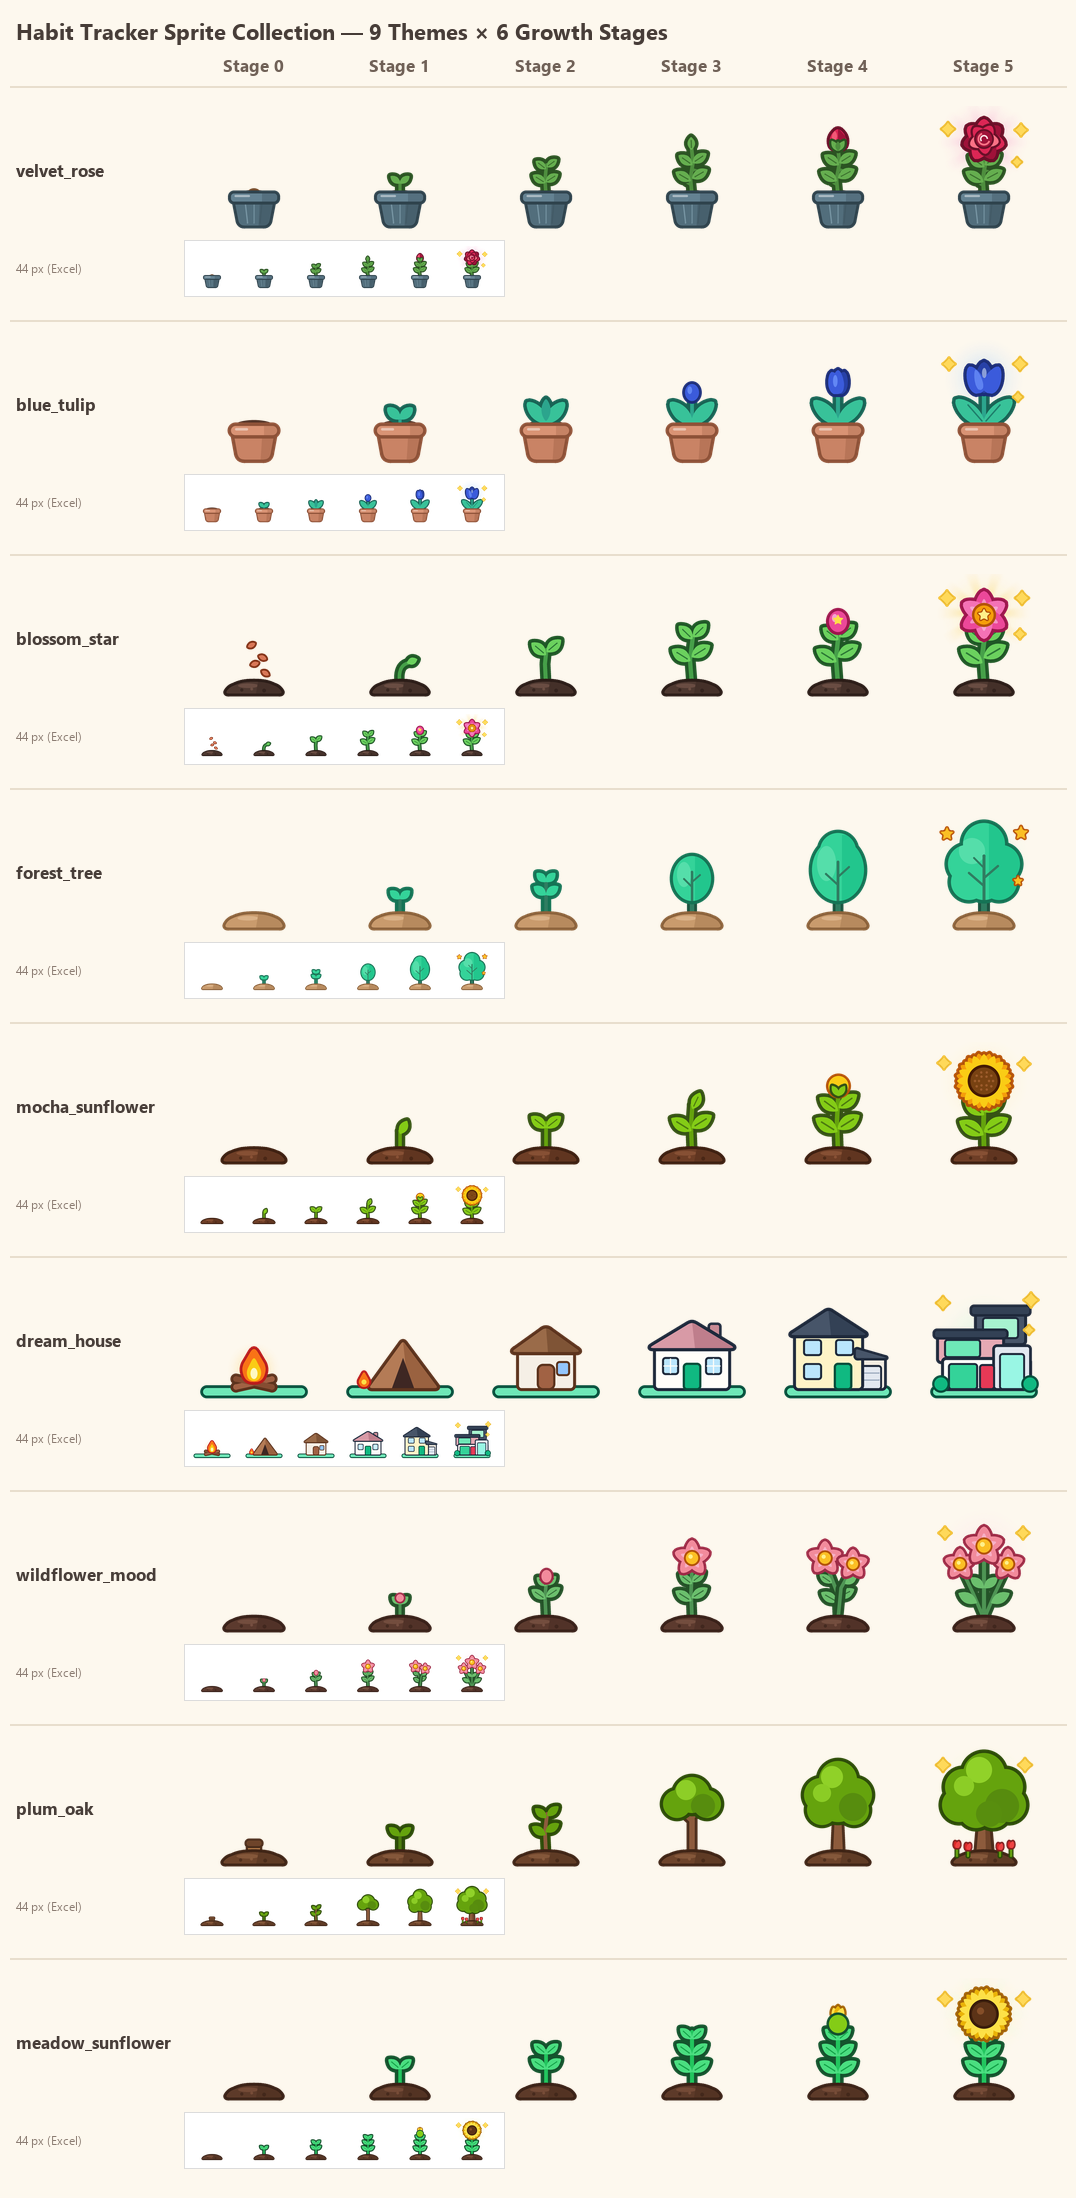 Habit Tracker Sprite Collection — 9 Themes × 6 Growth Stages
Stage 0 Stage 1 Stage 2 Stage 3 Stage 4 Stage 5
velvet_rose
44 px (Excel)
blue_tulip
44 px (Excel)
blossom_star
44 px (Excel)
forest_tree
44 px (Excel)
mocha_sunflower
44 px (Excel)
dream_house
44 px (Excel)
wildflower_mood
44 px (Excel)
plum_oak
44 px (Excel)
meadow_sunflower
44 px (Excel)